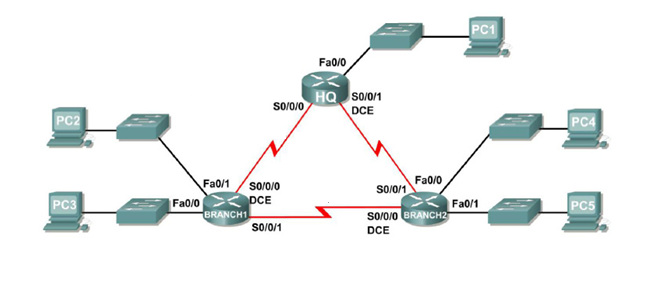 PC1
Fa0/0
HQ
S0/0/0
S0/0/1
DCE
PC2
PC4
Fa0/1
S0/0/0
DCE
Fa0/0
S0/0/1
PC3
Fa0/0
BRANCH1
S0/0/1
S0/0/0
DCE
BRANCH2
Fa0/1
PC5